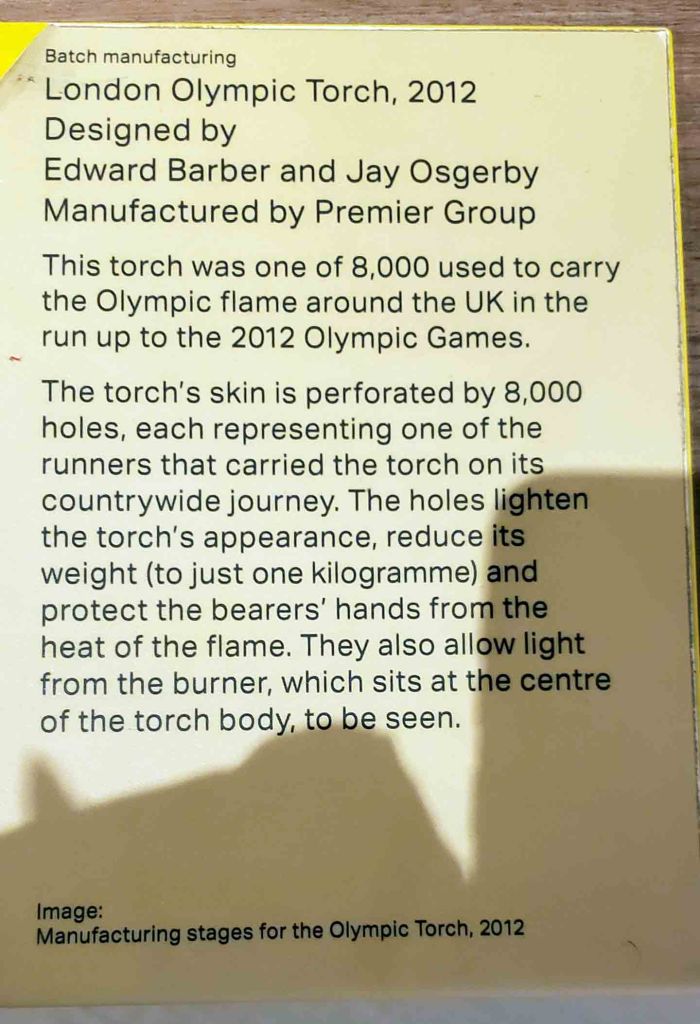 Batch manufacturing
London Olympic Torch, 2012
Designed by
Edward Barber and Jay Osgerby
Manufactured by Premier Group
This torch was one of 8,000 used to carry
the Olympic flame around the UK in the
run up to the 2012 Olympic Games.
The torch's skin is perforated by 8,000
holes, each representing one of the
runners that carried the torch on its
countrywide journey. The holes lighten
the torch's appearance, reduce its
weight (to just one kilogramme) and
protect the bearers' hands from the
heat of the flame. They also allow light
from the burner, which sits at the centre
of the torch body, to be seen.
Image:
Manufacturing stages for the Olympic Torch, 2012